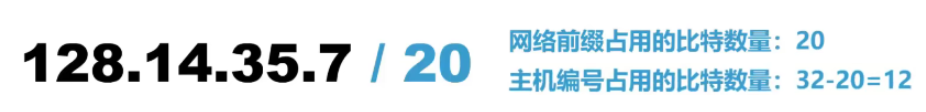 128.14.35.7 / 20
网络前缀占用的比特数量：20
主机编号占用的比特数量：32-20=12